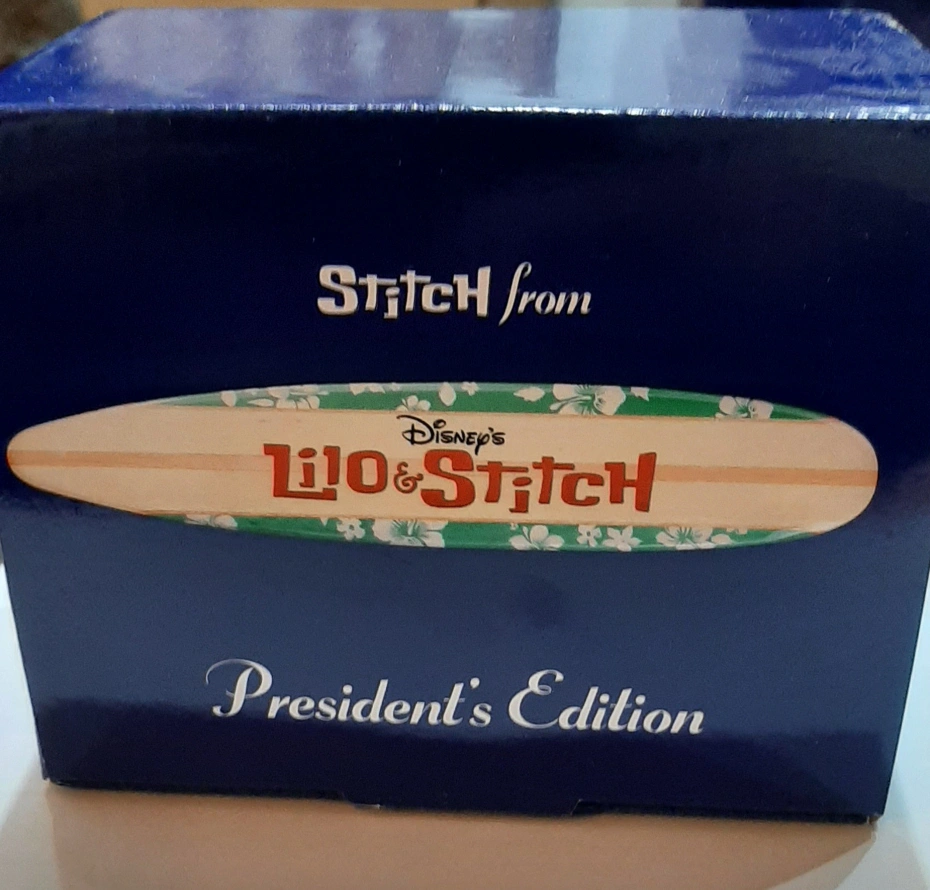 Stitch from
Disney's
Lilo & Stitch
President's Edition